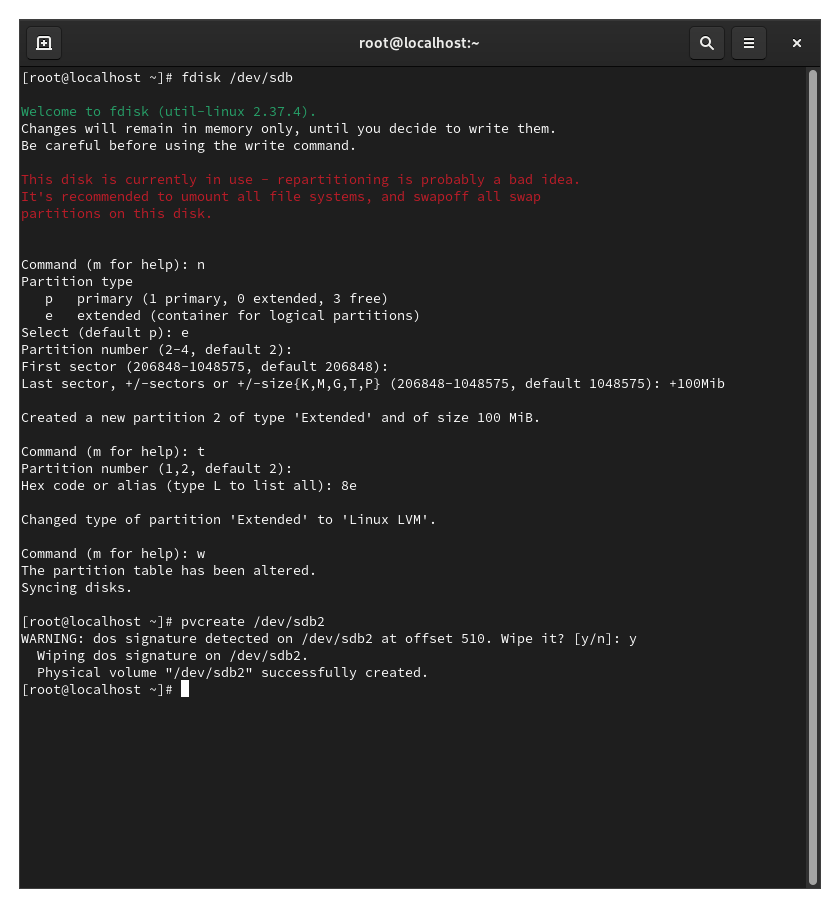 root@localhost:~
[root@localhost ~]# fdisk /dev/sdb
Welcome to fdisk (util-linux 2.37.4).
Changes will remain in memory only, until you decide to write them.
Be careful before using the write command.
This disk is currently in use - repartitioning is probably a bad idea.
It's recommended to umount all file systems, and swapoff all swap
partitions on this disk.
Command (m for help): n
Partition type
   p   primary (1 primary, 0 extended, 3 free)
   e   extended (container for logical partitions)
Select (default p): e
Partition number (2-4, default 2):
First sector (206848-1048575, default 206848):
Last sector, +/-sectors or +/-size{K,M,G,T,P} (206848-1048575, default 1048575): +100Mib
Created a new partition 2 of type 'Extended' and of size 100 MiB.
Command (m for help): t
Partition number (1,2, default 2):
Hex code or alias (type L to list all): 8e
Changed type of partition 'Extended' to 'Linux LVM'.
Command (m for help): w
The partition table has been altered.
Syncing disks.
[root@localhost ~]# pvcreate /dev/sdb2
WARNING: dos signature detected on /dev/sdb2 at offset 510. Wipe it? [y/n]: y
  Wiping dos signature on /dev/sdb2.
  Physical volume "/dev/sdb2" successfully created.
[root@localhost ~]#